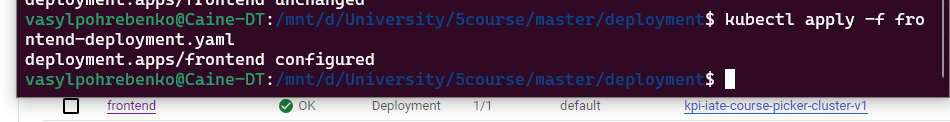 deployment.apps/frontend unchanged
vasylpohrebenko@Caine-DT:/mnt/d/University/5course/master/deployment$ kubectl apply -f fro
ntend-deployment.yaml
deployment.apps/frontend configured
vasylpohrebenko@Caine-DT:/mnt/d/University/5course/master/deployment$
frontend OK Deployment 1/1 default kpi-iate-course-picker-cluster-v1